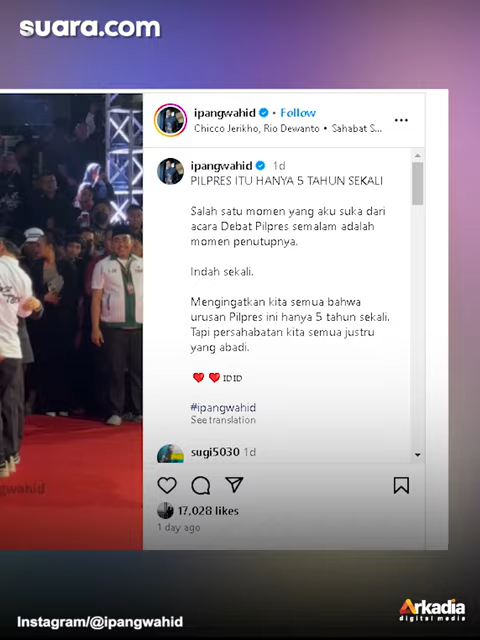 suara.com
ipangwahid • Follow
Chicco Jerikho, Rio Dewanto • Sahabat S...
ipangwahid 1d
PILPRES ITU HANYA 5 TAHUN SEKALI
Salah satu momen yang aku suka dari
acara Debat Pilpres semalam adalah
momen penutupnya.
Indah sekali.
Mengingatkan kita semua bahwa
urusan Pilpres ini hanya 5 tahun sekali.
Tapi persahabatan kita semua justru
yang abadi.
❤️ ❤️ IDID
#ipangwahid
See translation
sugi5030 1d
17,028 likes
1 day ago
Arkadia
digital media
Instagram/@ipangwahid